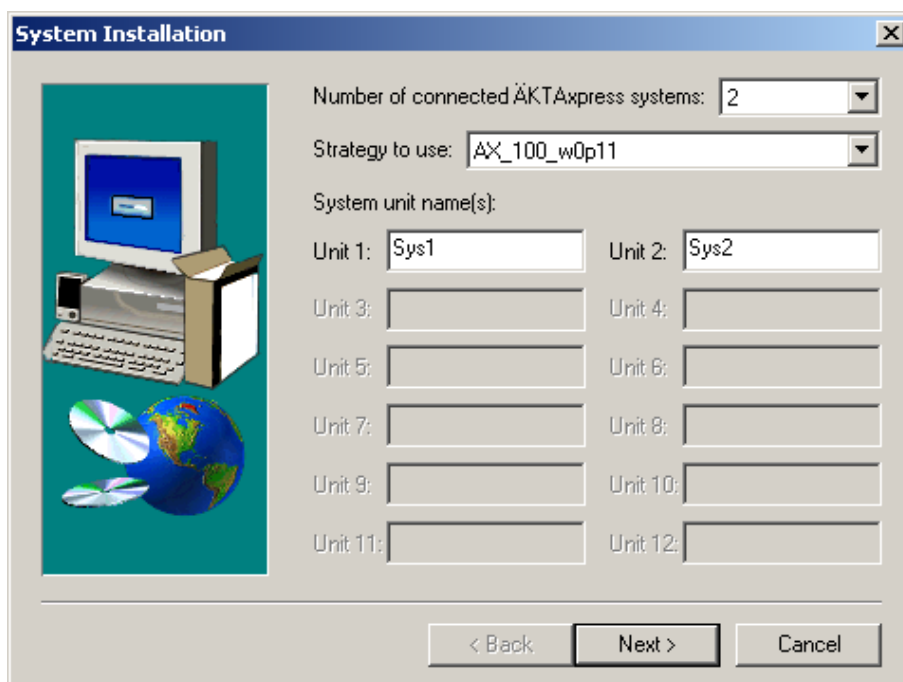 System Installation
Number of connected ÄKTAxpress systems: 2
Strategy to use: AX_100_w0p11
System unit name(s):
Unit 1: Sys1 Unit 2: Sys2
Unit 3: Unit 4:
Unit 5: Unit 6:
Unit 7: Unit 8:
Unit 9: Unit 10:
Unit 11: Unit 12:
< Back Next > Cancel